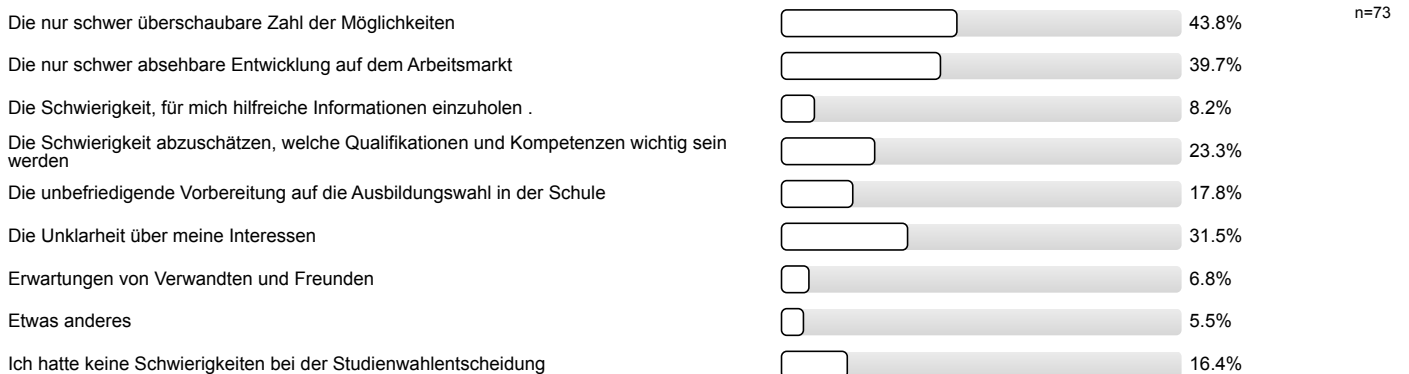 Die nur schwer überschaubare Zahl der Möglichkeiten 43.8% n=73
Die nur schwer absehbare Entwicklung auf dem Arbeitsmarkt 39.7%
Die Schwierigkeit, für mich hilfreiche Informationen einzuholen . 8.2%
Die Schwierigkeit abzuschätzen, welche Qualifikationen und Kompetenzen wichtig sein
werden 23.3%
Die unbefriedigende Vorbereitung auf die Ausbildungswahl in der Schule 17.8%
Die Unklarheit über meine Interessen 31.5%
Erwartungen von Verwandten und Freunden 6.8%
Etwas anderes 5.5%
Ich hatte keine Schwierigkeiten bei der Studienwahlentscheidung 16.4%